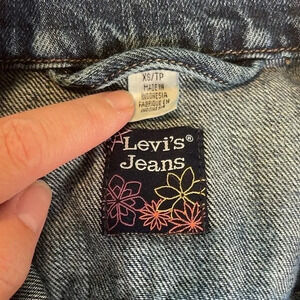 XS/TP
MADE IN
INDONESIA
FABRIQUÉ EN
Levi's®
Jeans